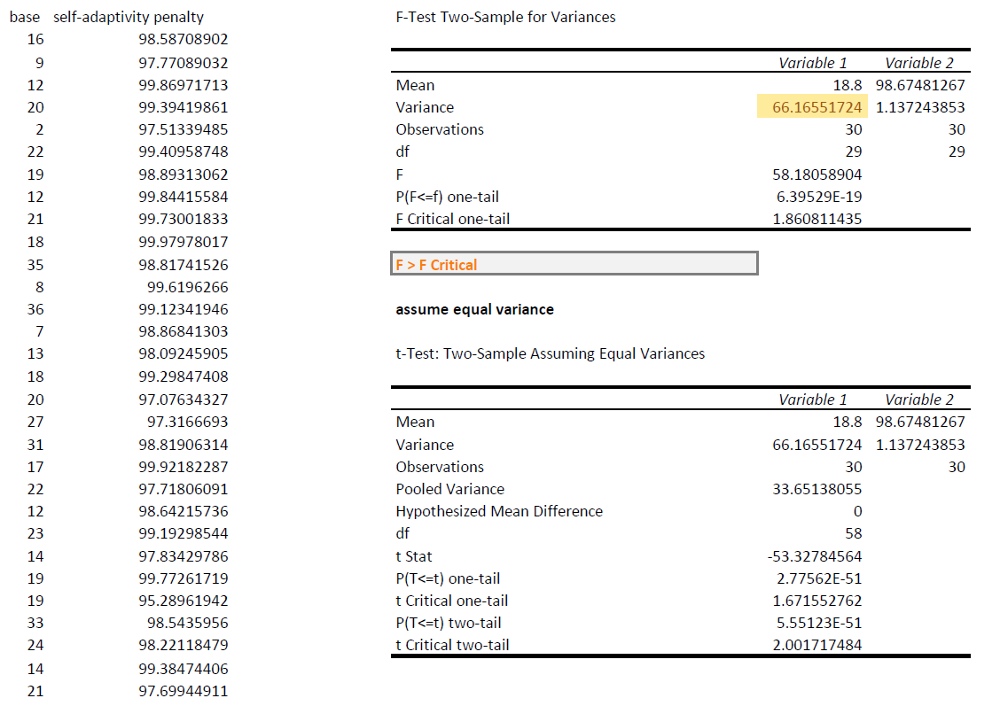 base self-adaptivity penalty
16 98.58708902
9 97.77089032
12 99.86971713
20 99.39419861
2 97.51339485
22 99.40958748
19 98.89313062
12 99.84415584
21 99.73001833
18 99.97978017
35 98.81741526
8 99.6196266
36 99.12341946
7 98.86841303
13 98.09245905
18 99.29847408
20 97.07634327
27 97.3166693
31 98.81906314
17 99.92182287
22 97.71806091
12 98.64215736
23 99.19298544
14 97.83429786
19 99.77261719
19 95.28961942
33 98.5435956
24 98.22118479
14 99.38474406
21 97.69944911
F-Test Two-Sample for Variances
Variable 1 Variable 2
Mean 18.8 98.67481267
Variance 66.16551724 1.137243853
Observations 30 30
df 29 29
F 58.18058904
P(F<=f) one-tail 6.39529E-19
F Critical one-tail 1.860811435
F > F Critical
assume equal variance
t-Test: Two-Sample Assuming Equal Variances
Variable 1 Variable 2
Mean 18.8 98.67481267
Variance 66.16551724 1.137243853
Observations 30 30
Pooled Variance 33.65138055
Hypothesized Mean Difference 0
df 58
t Stat -53.32784564
P(T<=t) one-tail 2.77562E-51
t Critical one-tail 1.671552762
P(T<=t) two-tail 5.55123E-51
t Critical two-tail 2.001717484